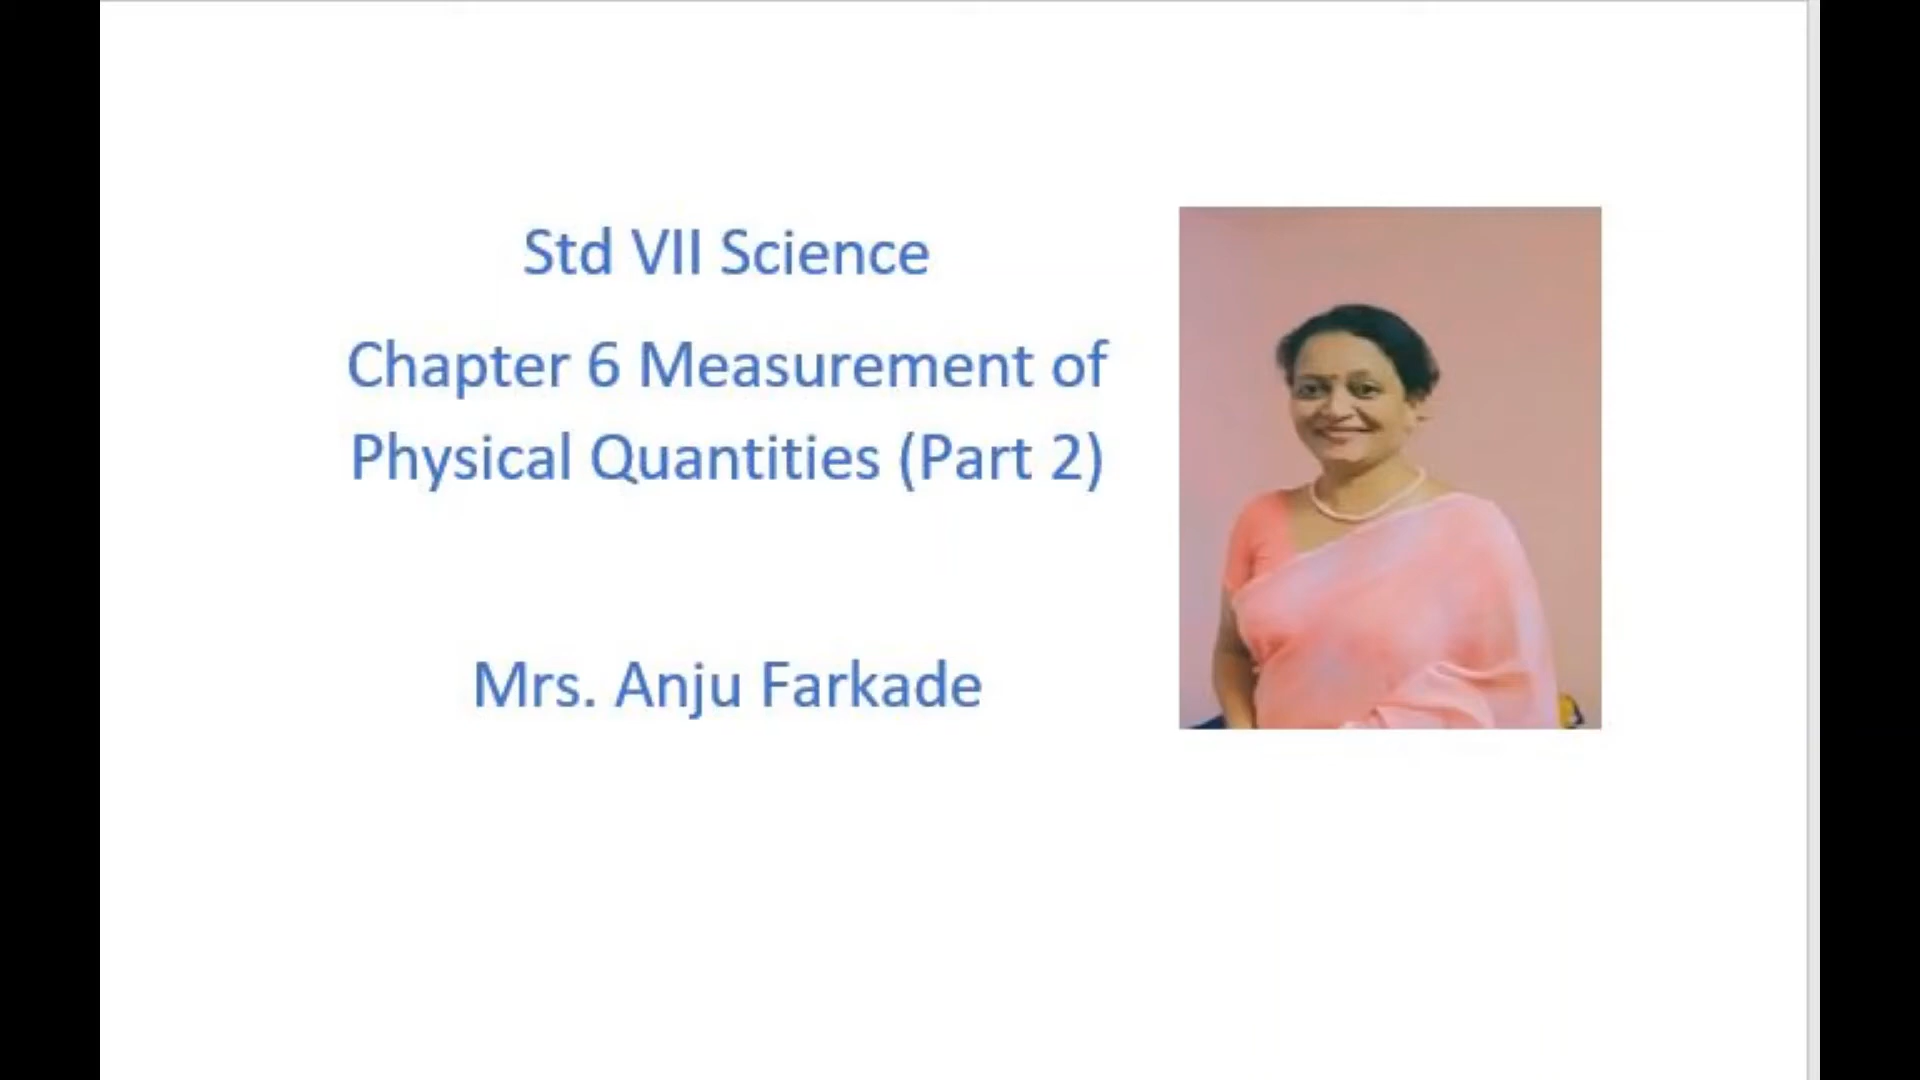 Std VII Science
Chapter 6 Measurement of
Physical Quantities (Part 2)
Mrs. Anju Farkade